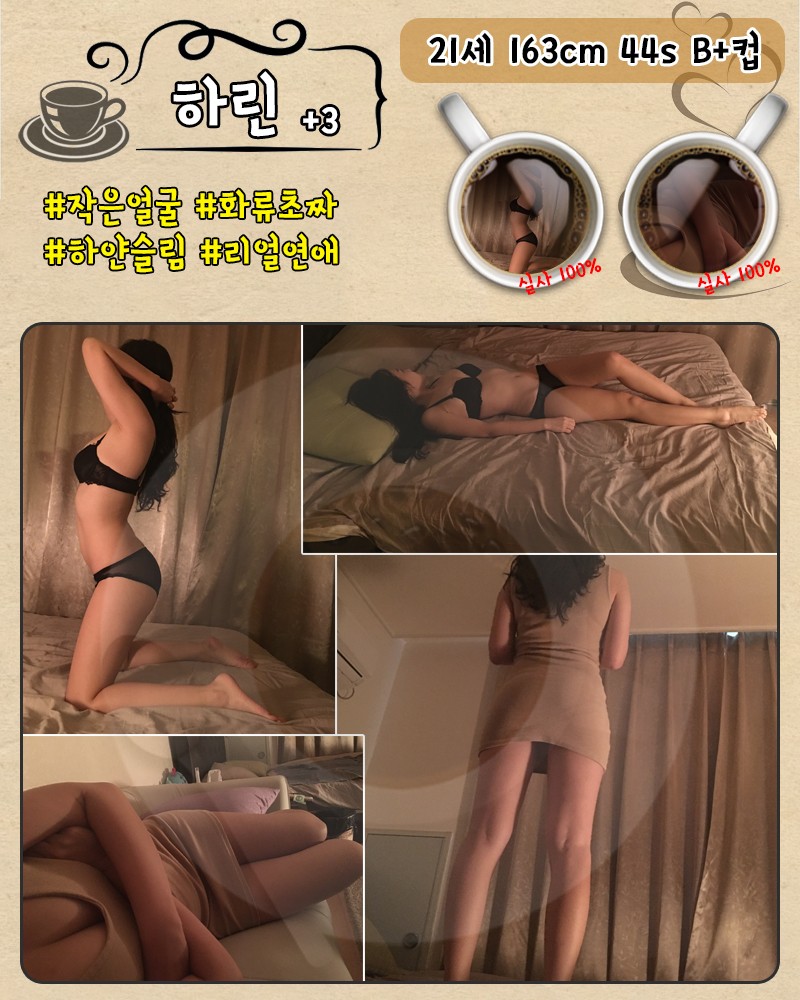 21세 163cm 44s B+컵
하린 +3
#작은얼굴 #화류초짜
#하얀슬림 #리얼연애
실사 100%
실사 100%